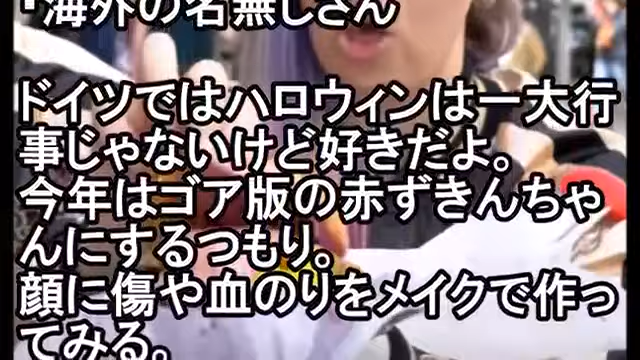 ・海外の名無しさん
ドイツではハロウィンは一大行
事じゃないけど好きだよ。
今年はゴア版の赤ずきんちゃ
んにするつもり。
顔に傷や血のりをメイクで作っ
てみる。